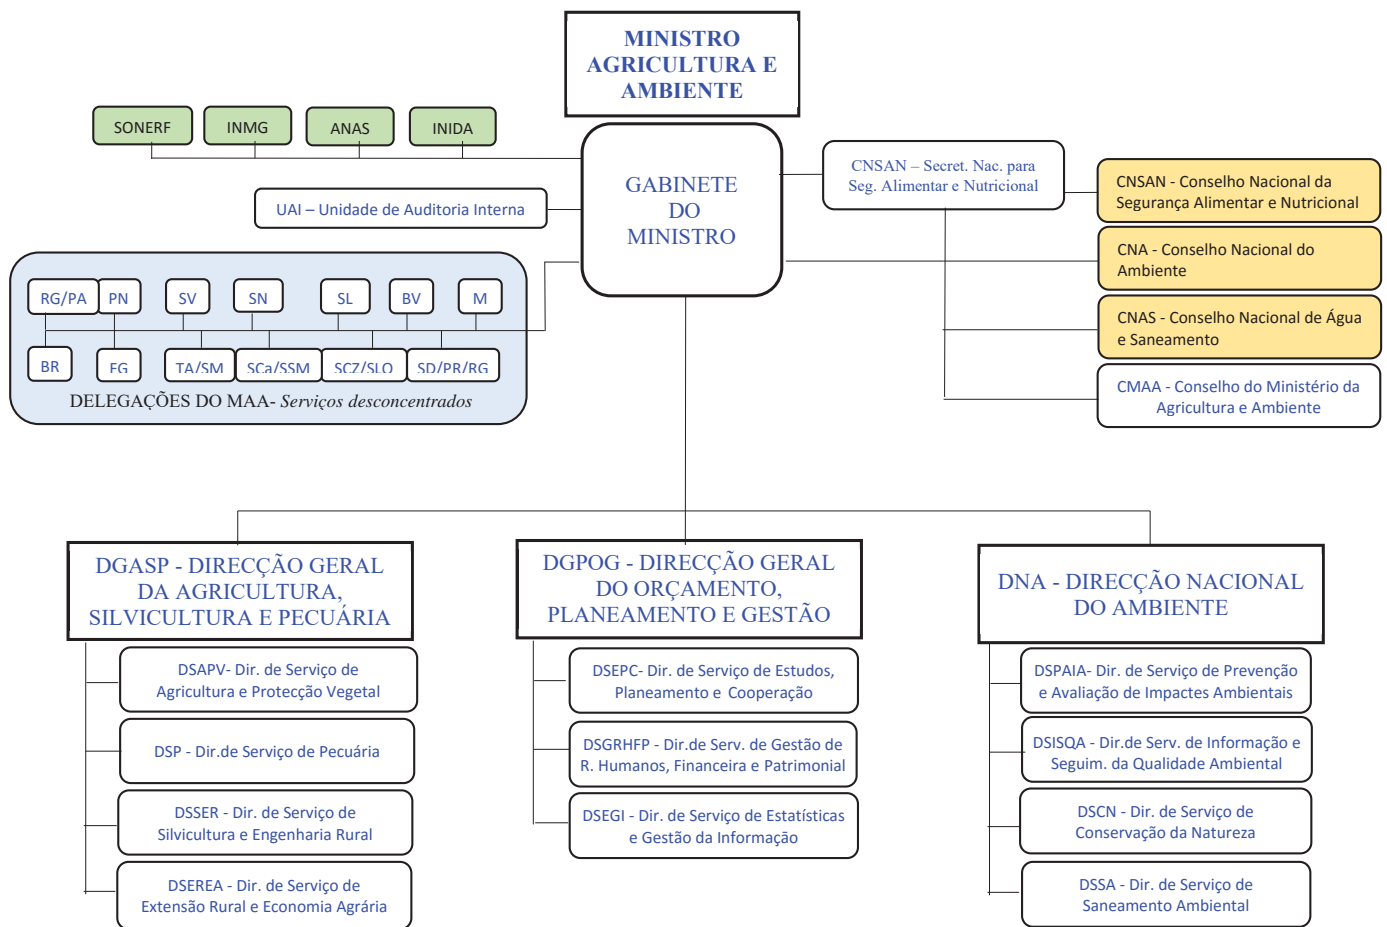 MINISTRO
AGRICULTURA E
AMBIENTE
SONERF
INMG
ANAS
INIDA
GABINETE
DO
MINISTRO
CNSAN – Secret. Nac. para
Seg. Alimentar e Nutricional
CNSAN - Conselho Nacional da
Segurança Alimentar e Nutricional
UAI – Unidade de Auditoria Interna
CNA - Conselho Nacional do
Ambiente
RG/PA
PN
SV
SN
SL
BV
M
CNAS - Conselho Nacional de Água
e Saneamento
BR
FG
TA/SM
SCa/SSM
SCZ/SLO
SD/PR/RG
DELEGAÇÕES DO MAA- Serviços desconcentrados
CMAA - Conselho do Ministério da
Agricultura e Ambiente
DGASP - DIRECÇÃO GERAL
DA AGRICULTURA,
SILVICULTURA E PECUÁRIA
DSAPV- Dir. de Serviço de
Agricultura e Protecção Vegetal
DSP - Dir.de Serviço de Pecuária
DSSER - Dir. de Serviço de
Silvicultura e Engenharia Rural
DSEREA - Dir. de Serviço de
Extensão Rural e Economia Agrária
DGPOG - DIRECÇÃO GERAL
DO ORÇAMENTO,
PLANEAMENTO E GESTÃO
DSEPC- Dir. de Serviço de Estudos,
Planeamento e Cooperação
DSGRHFP - Dir.de Serv. de Gestão de
R. Humanos, Financeira e Patrimonial
DSEGI - Dir. de Serviço de Estatísticas
e Gestão da Informação
DNA - DIRECÇÃO NACIONAL
DO AMBIENTE
DSPAIA- Dir. de Serviço de Prevenção
e Avaliação de Impactes Ambientais
DSISQA - Dir.de Serv. de Informação e
Seguim. da Qualidade Ambiental
DSCN - Dir. de Serviço de
Conservação da Natureza
DSSA - Dir. de Serviço de
Saneamento Ambiental